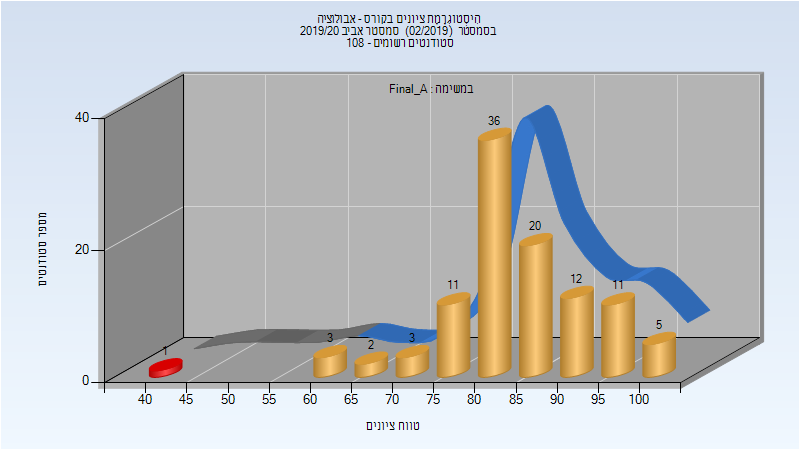 היסטוגרמת ציונים בקורס - אבולוציה
בסמסטר (02/2019) סמסטר אביב 2019/20
סטודנטים רשומים - 108
במשימה : Final_A
מספר סטודנטים
40
20
0
1
3
2
3
11
36
20
12
11
5
40 45 50 55 60 65 70 75 80 85 90 95 100
טווח ציונים